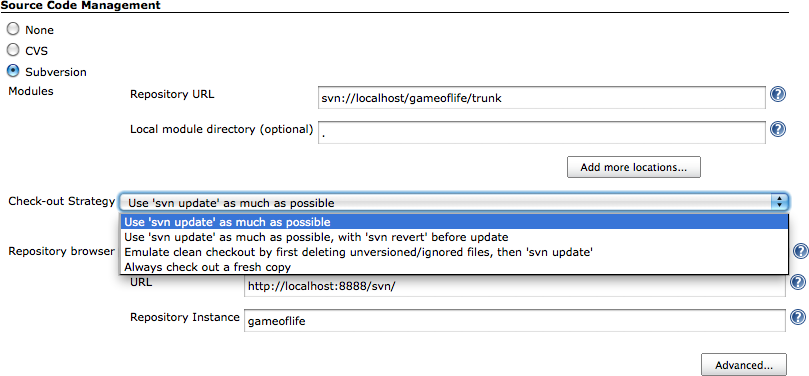 Source Code Management
None
CVS
Subversion
Modules
Repository URL
svn://localhost/gameoflife/trunk
Local module directory (optional)
.
Add more locations...
Check-out Strategy
Use 'svn update' as much as possible
Use 'svn update' as much as possible
Use 'svn update' as much as possible, with 'svn revert' before update
Emulate clean checkout by first deleting unversioned/ignored files, then 'svn update'
Always check out a fresh copy
Repository browser
URL
http://localhost:8888/svn/
Repository Instance
gameoflife
Advanced...